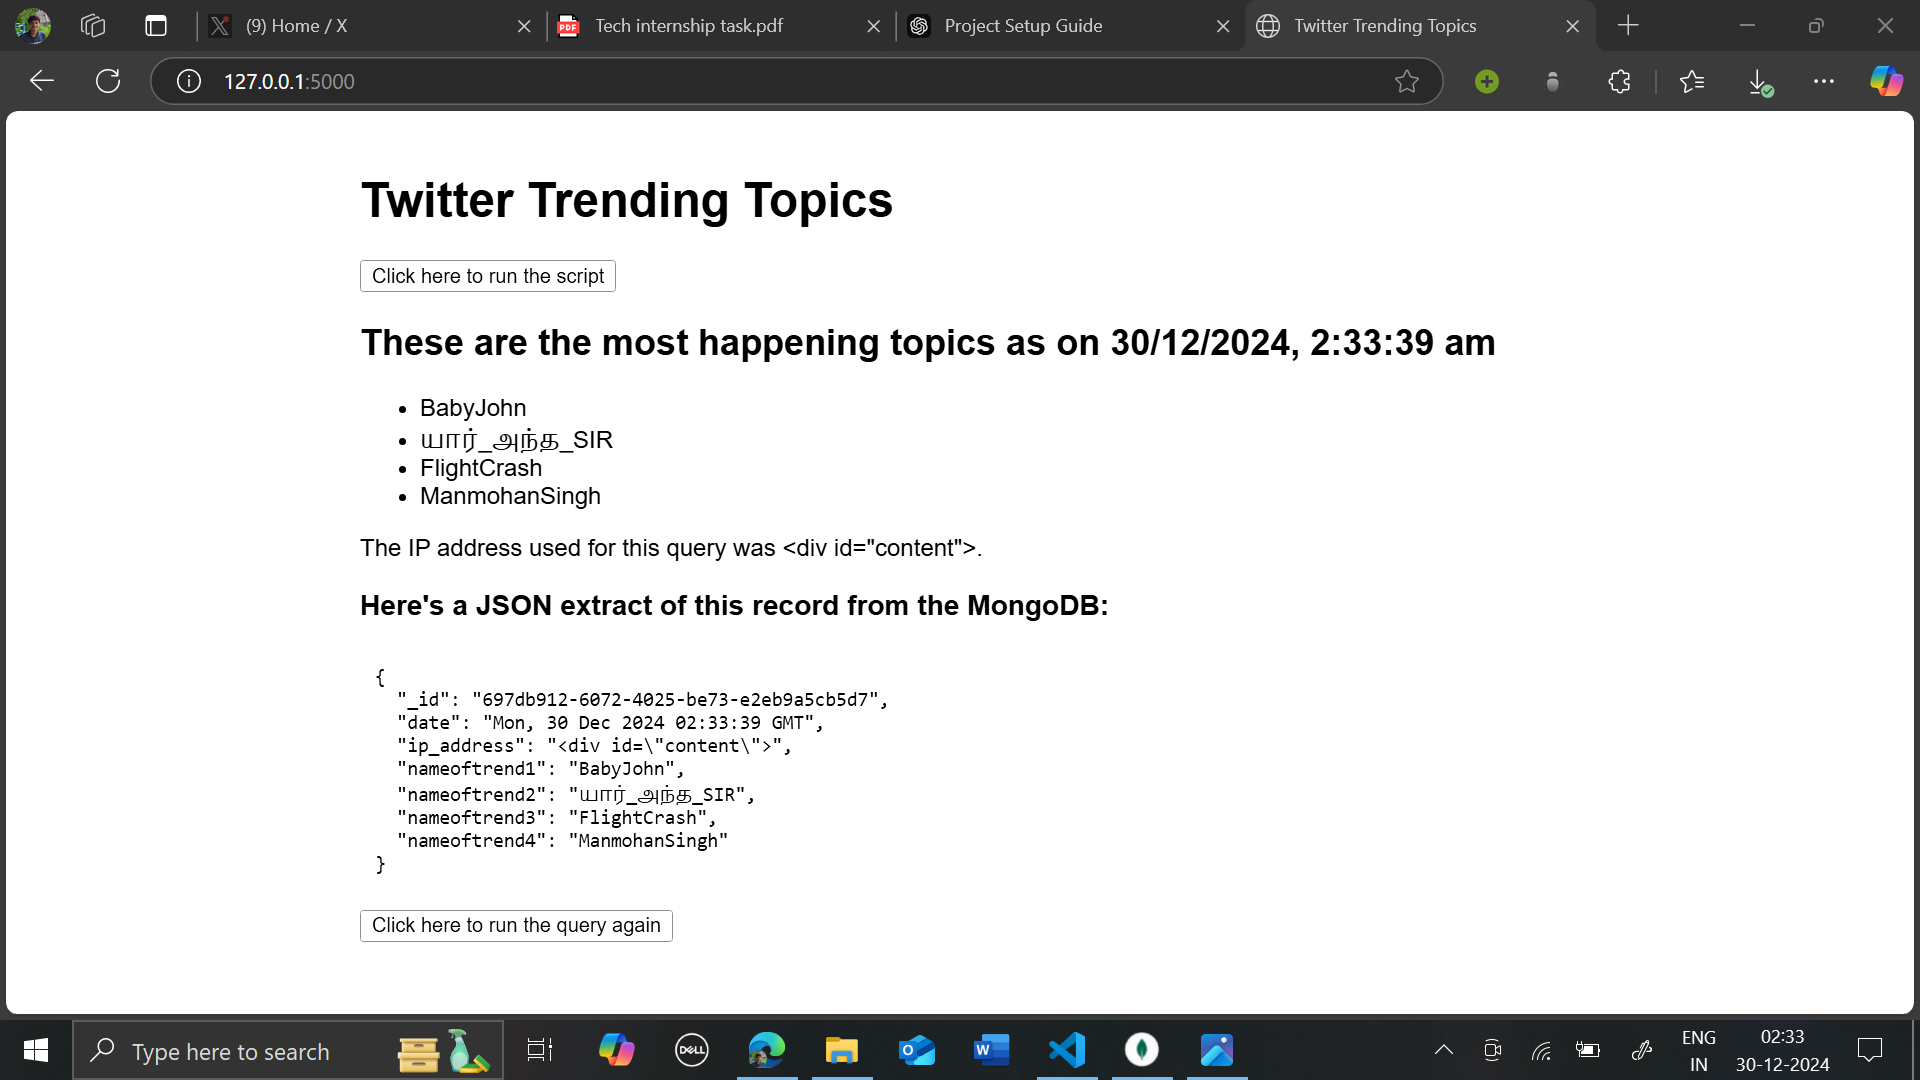 (9) Home / X
Tech internship task.pdf
Project Setup Guide
Twitter Trending Topics
127.0.0.1:5000
Twitter Trending Topics
Click here to run the script
These are the most happening topics as on 30/12/2024, 2:33:39 am
• BabyJohn
• யார்_அந்த_SIR
• FlightCrash
• ManmohanSingh
The IP address used for this query was <div id="content">.
Here's a JSON extract of this record from the MongoDB:
{
"_id": "697db912-6072-4025-be73-e2eb9a5cb5d7",
"date": "Mon, 30 Dec 2024 02:33:39 GMT",
"ip_address": "<div id=\"content\">",
"nameoftrend1": "BabyJohn",
"nameoftrend2": "யார்_அந்த_SIR",
"nameoftrend3": "FlightCrash",
"nameoftrend4": "ManmohanSingh"
}
Click here to run the query again
Type here to search
DELL
ENG
IN
02:33
30-12-2024